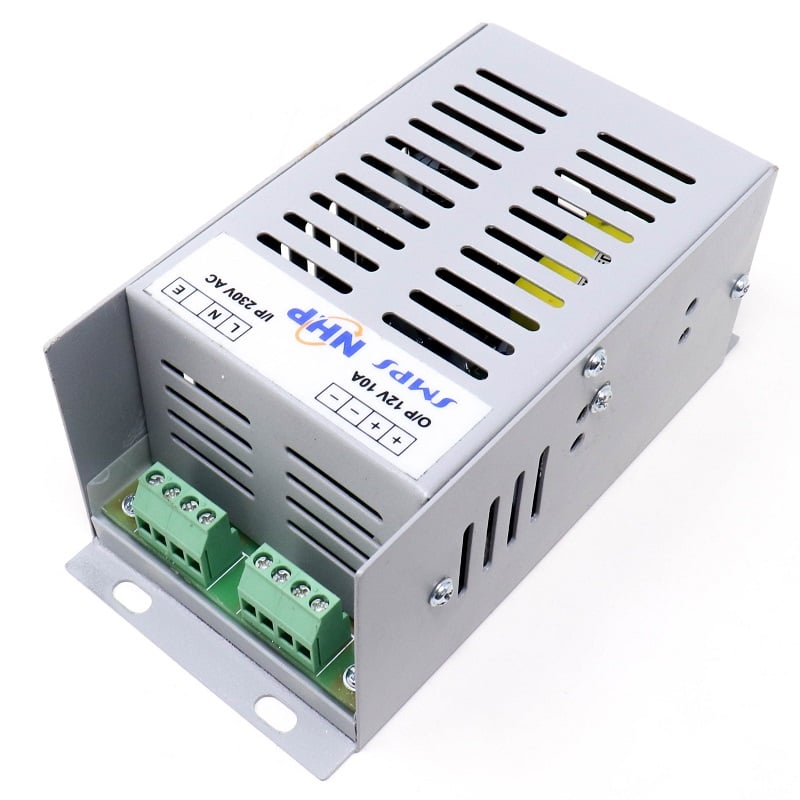 SMPS NHP
O/P 12V 10A
+ + − −
I/P 230V AC
L N E